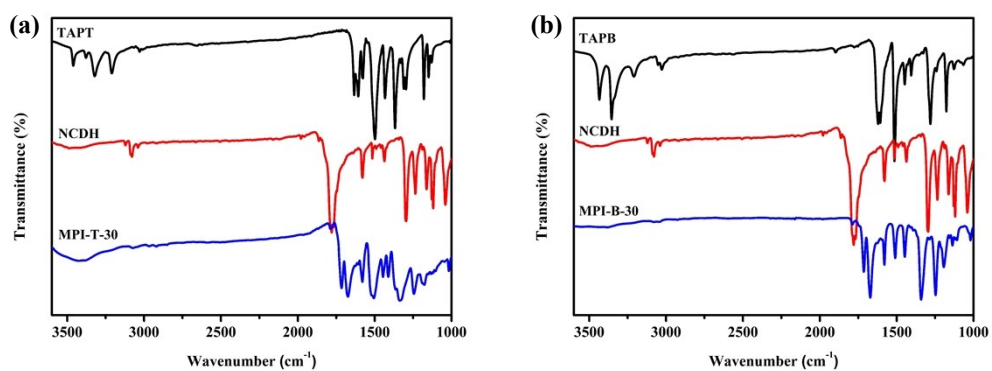 (a)
TAPT
NCDH
MPI-T-30
Transmittance (%)
3500 3000 2500 2000 1500 1000
Wavenumber (cm⁻¹)
(b)
TAPB
NCDH
MPI-B-30
Transmittance (%)
3500 3000 2500 2000 1500 1000
Wavenumber (cm⁻¹)